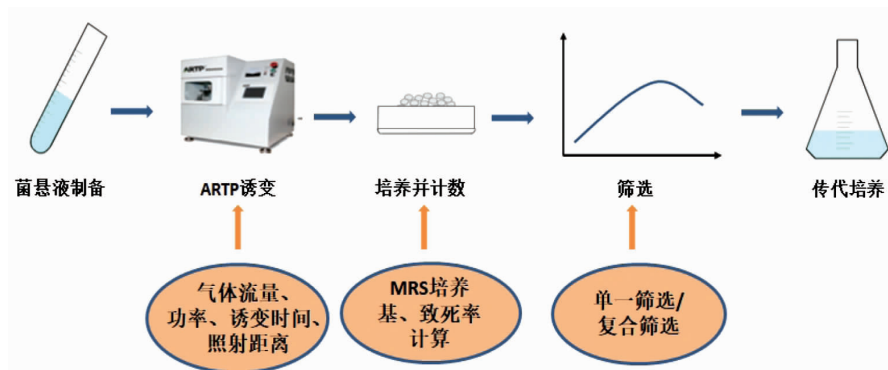 ARTP
菌悬液制备
ARTP诱变
培养并计数
筛选
传代培养
气体流量、
功率、诱变时间、
照射距离
MRS培养
基、致死率
计算
单一筛选/
复合筛选